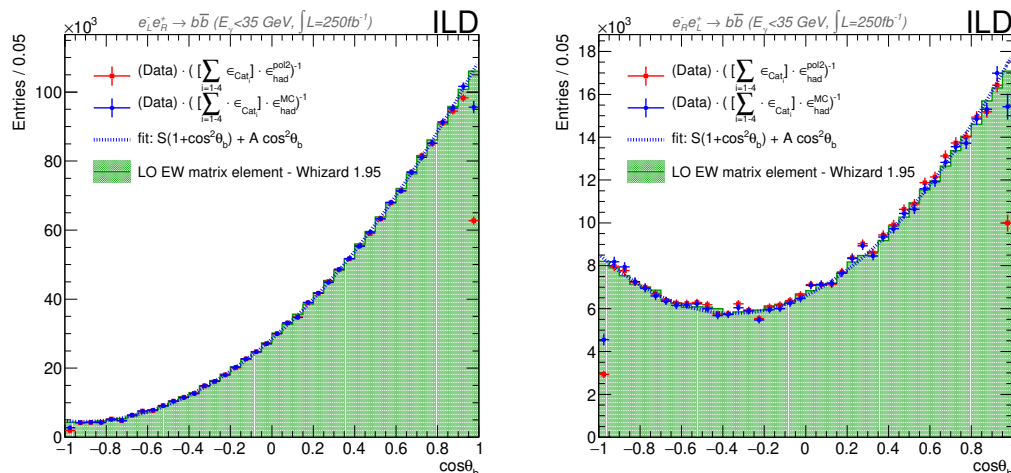 e⁻_L e⁺_R → b b̄ (E_γ <35 GeV, ∫L=250fb⁻¹) ILD
×10³
Entries / 0.05
100
80
60
40
20
0
(Data) · ( [∑_{i=1-4} ϵ_{Cat_i}] · ϵ^{pol2}_{had})⁻¹
(Data) · ( [∑_{i=1-4} · ϵ_{Cat_i}] · ϵ^{MC}_{had})⁻¹
fit: S(1+cos²θ_b) + A cos²θ_b
LO EW matrix element - Whizard 1.95
−1 −0.8 −0.6 −0.4 −0.2 0 0.2 0.4 0.6 0.8 1
cosθ_b
e⁻_R e⁺_L → b b̄ (E_γ <35 GeV, ∫L=250fb⁻¹) ILD
×10³
Entries / 0.05
18
16
14
12
10
8
6
4
2
0
(Data) · ( [∑_{i=1-4} ϵ_{Cat_i}] · ϵ^{pol2}_{had})⁻¹
(Data) · ( [∑_{i=1-4} · ϵ_{Cat_i}] · ϵ^{MC}_{had})⁻¹
fit: S(1+cos²θ_b) + A cos²θ_b
LO EW matrix element - Whizard 1.95
−1 −0.8 −0.6 −0.4 −0.2 0 0.2 0.4 0.6 0.8 1
cosθ_b